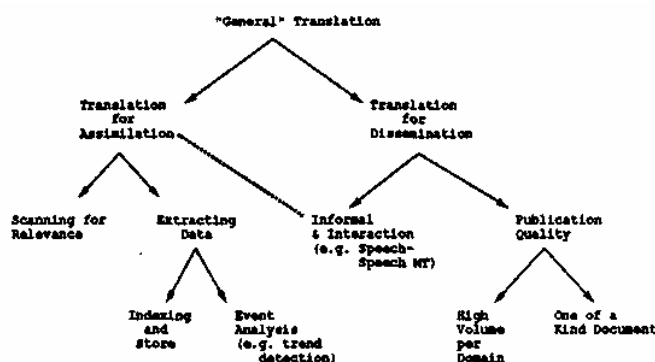 "General" Translation
Translation
for
Assimilation
Translation
for
Dissemination
Scanning for
Relevance
Extracting
Data
Informal
& Interaction
(e.g. Speech-
Speech MT)
Publication
Quality
Indexing
and
Store
Event
Analysis
(e.g. trend
detection)
High
Volume
per
Domain
One of a
Kind Document